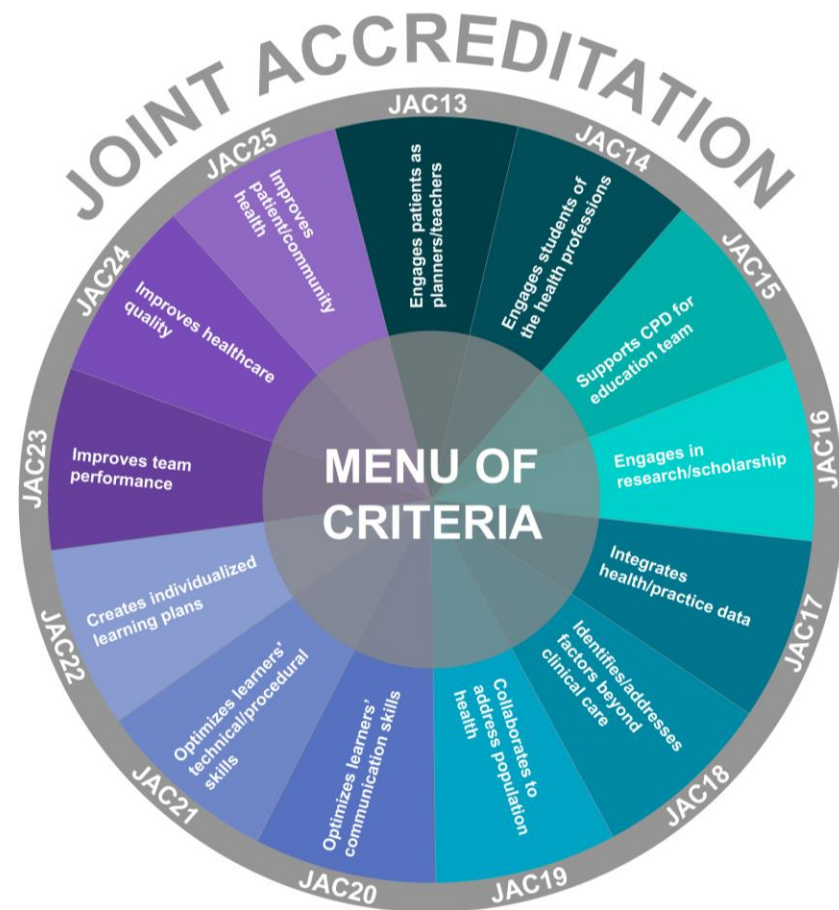 JOINT ACCREDITATION
JAC13
Engages patients as
planners/teachers
JAC14
Engages students of
the health professions
JAC15
Supports CPD for
education team
JAC16
Engages in
research/scholarship
JAC17
Integrates
health/practice data
JAC18
Identifies/addresses
factors beyond
clinical care
JAC19
Collaborates to
address population
health
JAC20
Optimizes learners'
communication skills
JAC21
Optimizes learners'
technical/procedural
skills
JAC22
Creates individualized
learning plans
JAC23
Improves team
performance
JAC24
Improves healthcare
quality
JAC25
Improves
patient/community
health
MENU OF
CRITERIA